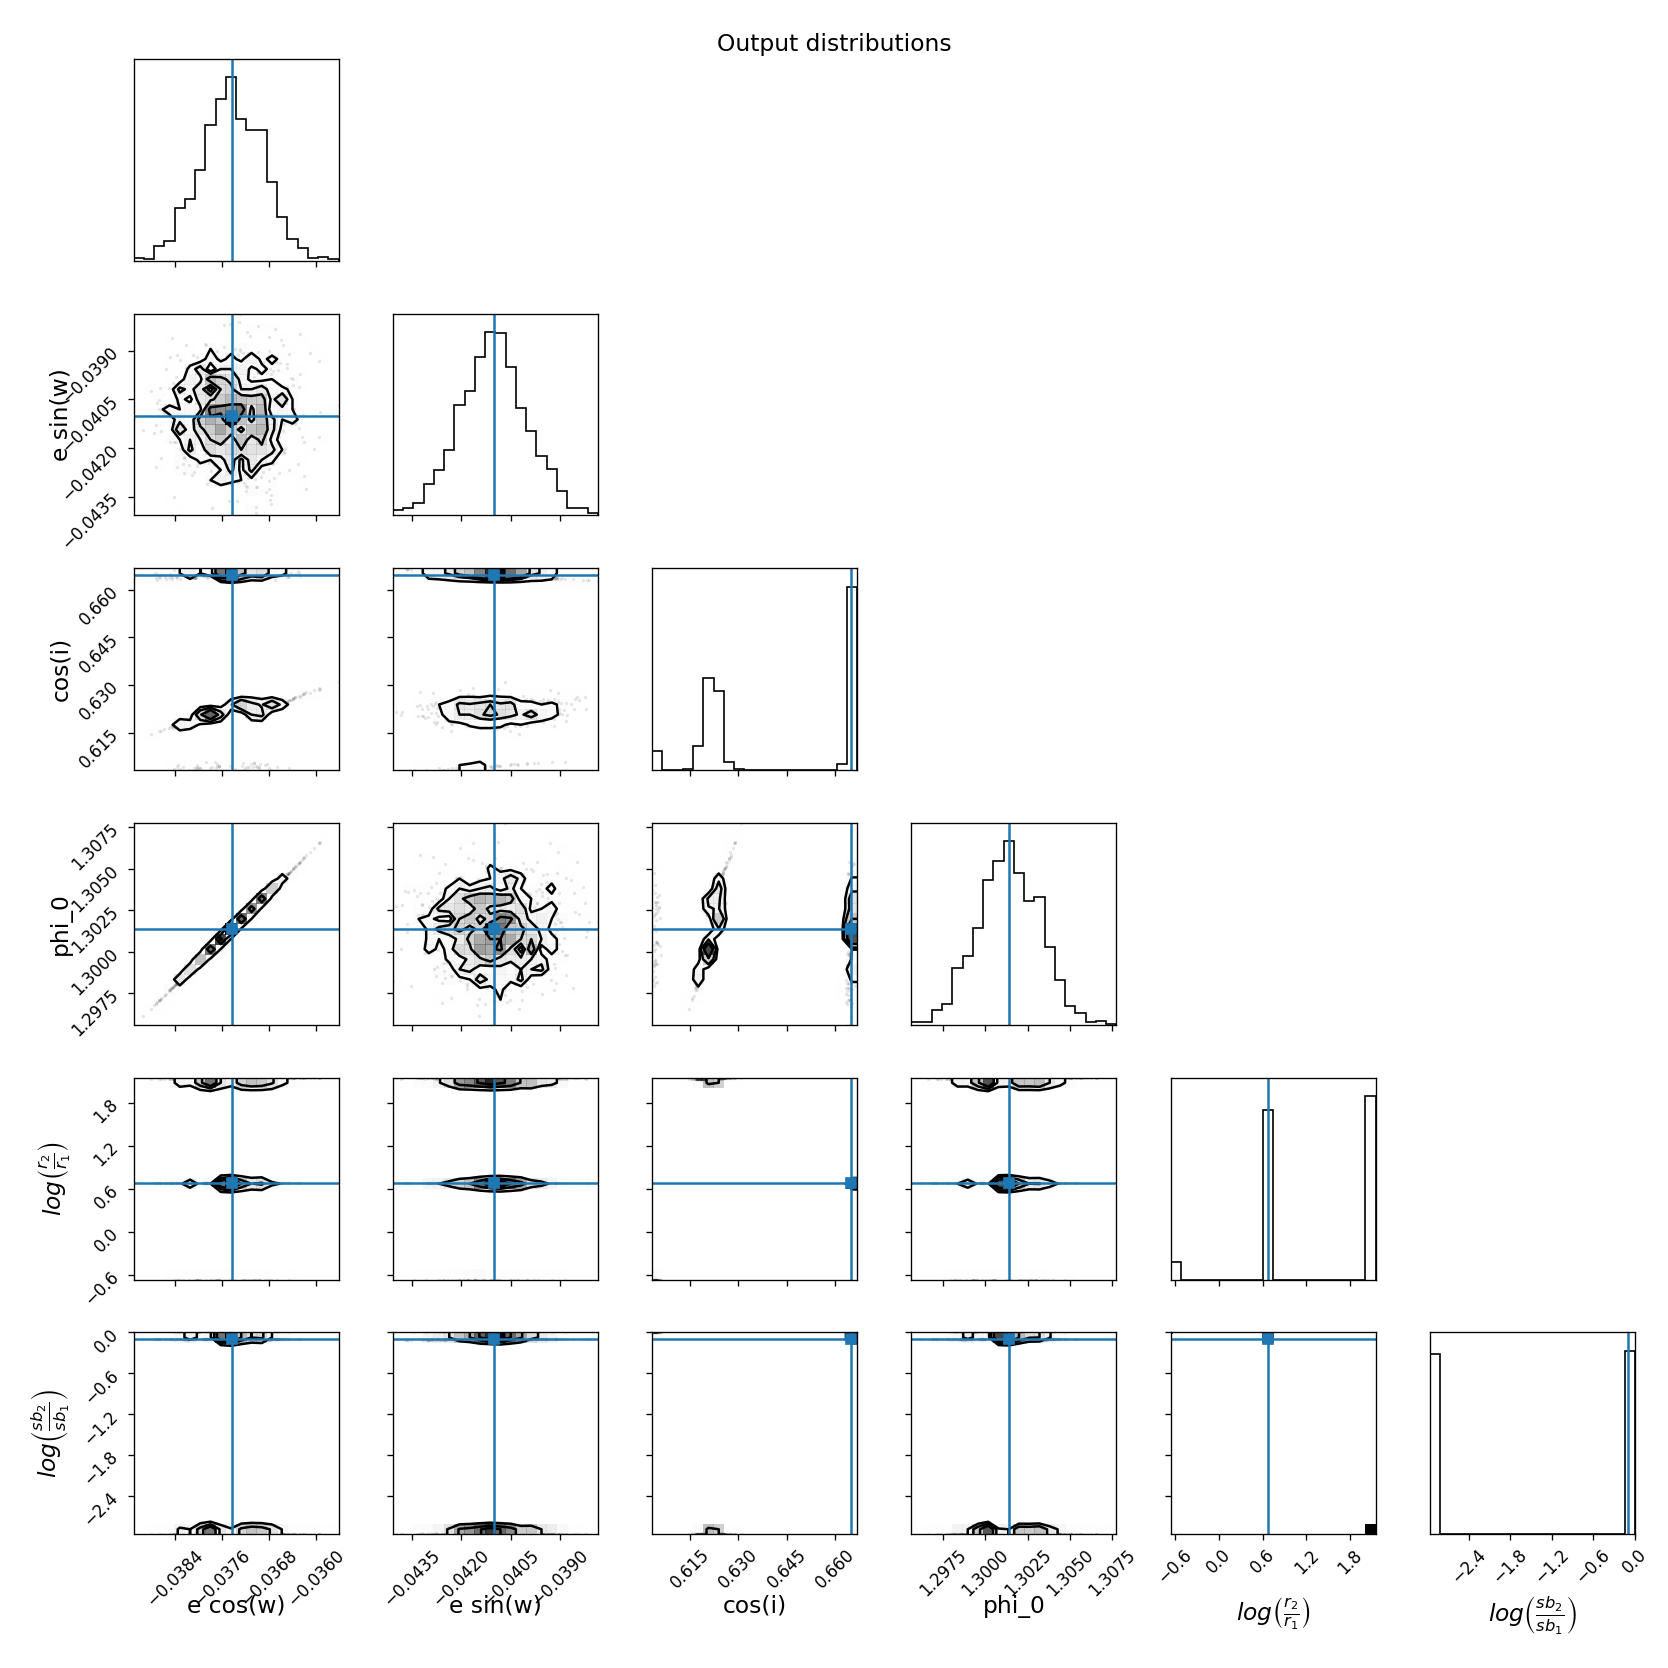 Output distributions
e sin(w)
−0.0390
−0.0405
−0.0420
−0.0435
cos(i)
0.660
0.645
0.630
0.615
phi_0
1.3075
1.3050
1.3025
1.3000
1.2975
log(r2/r1)
1.8
1.2
0.6
0.0
−0.6
log(sb2/sb1)
0.0
−0.6
−1.2
−1.8
−2.4
−0.0384 −0.0376 −0.0368 −0.0360
e cos(w)
−0.0435 −0.0420 −0.0405 −0.0390
e sin(w)
0.615 0.630 0.645 0.660
cos(i)
1.2975 1.3000 1.3025 1.3050 1.3075
phi_0
−0.6 0.0 0.6 1.2 1.8
log(r2/r1)
−2.4 −1.8 −1.2 −0.6 0.0
log(sb2/sb1)